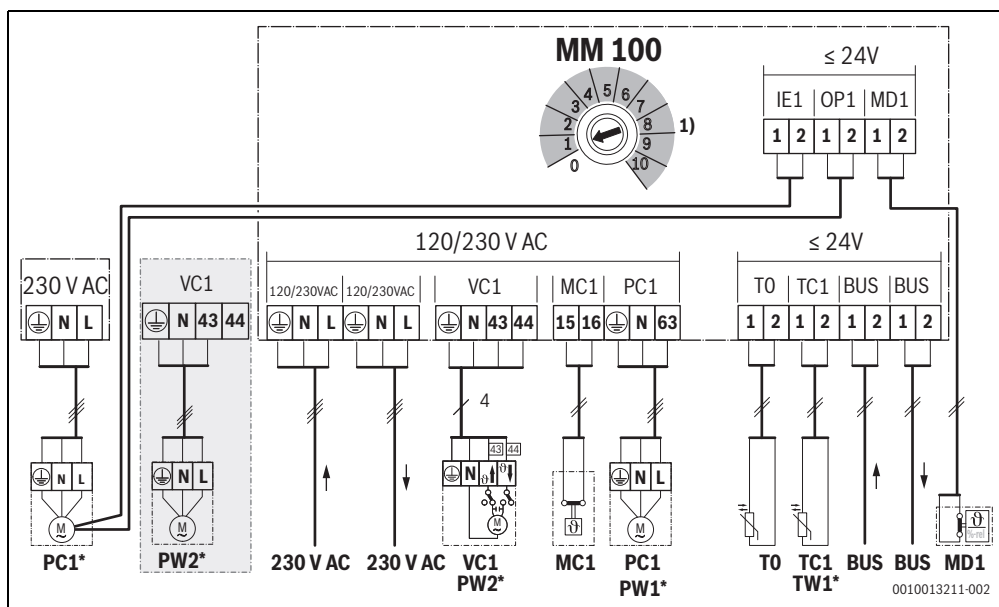 MM 100
≤ 24V
0 1 2 3 4 5 6 7 8 9 10
1)
IE1 OP1 MD1
1 2 1 2 1 2
120/230 V AC
≤ 24V
230 V AC
VC1
120/230VAC 120/230VAC
VC1
MC1
PC1
T0 TC1 BUS BUS
N L
N 43 44
N L
N L
N 43 44
15 16
N 63
1 2 1 2 1 2 1 2
4
43 44
N L
N L
N
ϑ ϑ
N L
M ~
M ~
M ~
ϑ
M ~
ϑ
%-rel
PC1*
PW2*
230 V AC
230 V AC
VC1
PW2*
MC1
PC1
PW1*
T0
TC1
TW1*
BUS
BUS
MD1
0010013211-002